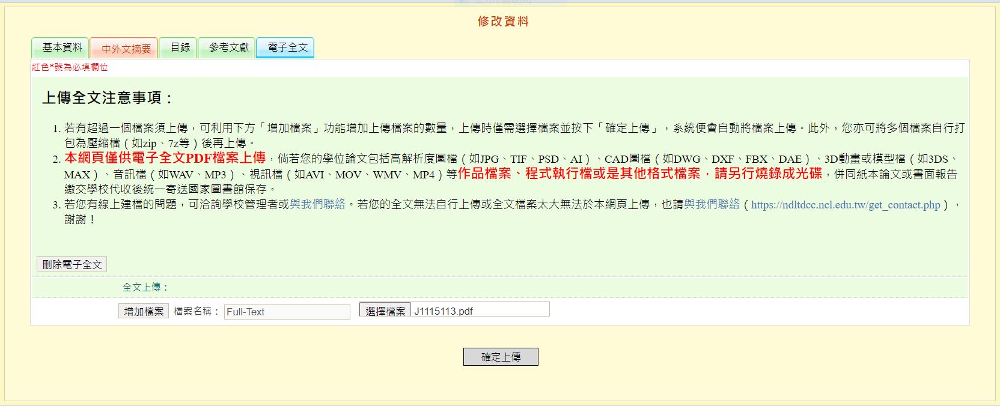 修改資料
基本資料 中外文摘要 目錄 參考文獻 電子全文
紅色*號為必填欄位
上傳全文注意事項：
1. 若有超過一個檔案須上傳，可利用下方「增加檔案」功能增加上傳檔案的數量，上傳時僅需選擇檔案並按下「確定上傳」，系統便會自動將檔案上傳。此外，您亦可將多個檔案自行打
包為壓縮檔（如zip、7z等）後再上傳。
2. 本網頁僅供電子全文PDF檔案上傳，倘若您的學位論文包括高解析度圖檔（如JPG、TIF、PSD、AI）、CAD圖檔（如DWG、DXF、FBX、DAE）、3D動畫或模型檔（如3DS、
MAX）、音訊檔（如WAV、MP3）、視訊檔（如AVI、MOV、WMV、MP4）等作品檔案、程式執行檔或是其他格式檔案，請另行燒錄成光碟，併同紙本論文或書面報告
繳交學校代收後統一寄送國家圖書館保存。
3. 若您有線上建檔的問題，可洽詢學校管理者或與我們聯絡。若您的全文無法自行上傳或全文檔案太大無法於本網頁上傳，也請與我們聯絡（https://ndltdcc.ncl.edu.tw/get_contact.php），
謝謝！
刪除電子全文
全文上傳：
增加檔案 檔案名稱： Full-Text 選擇檔案 J1115113.pdf
確定上傳